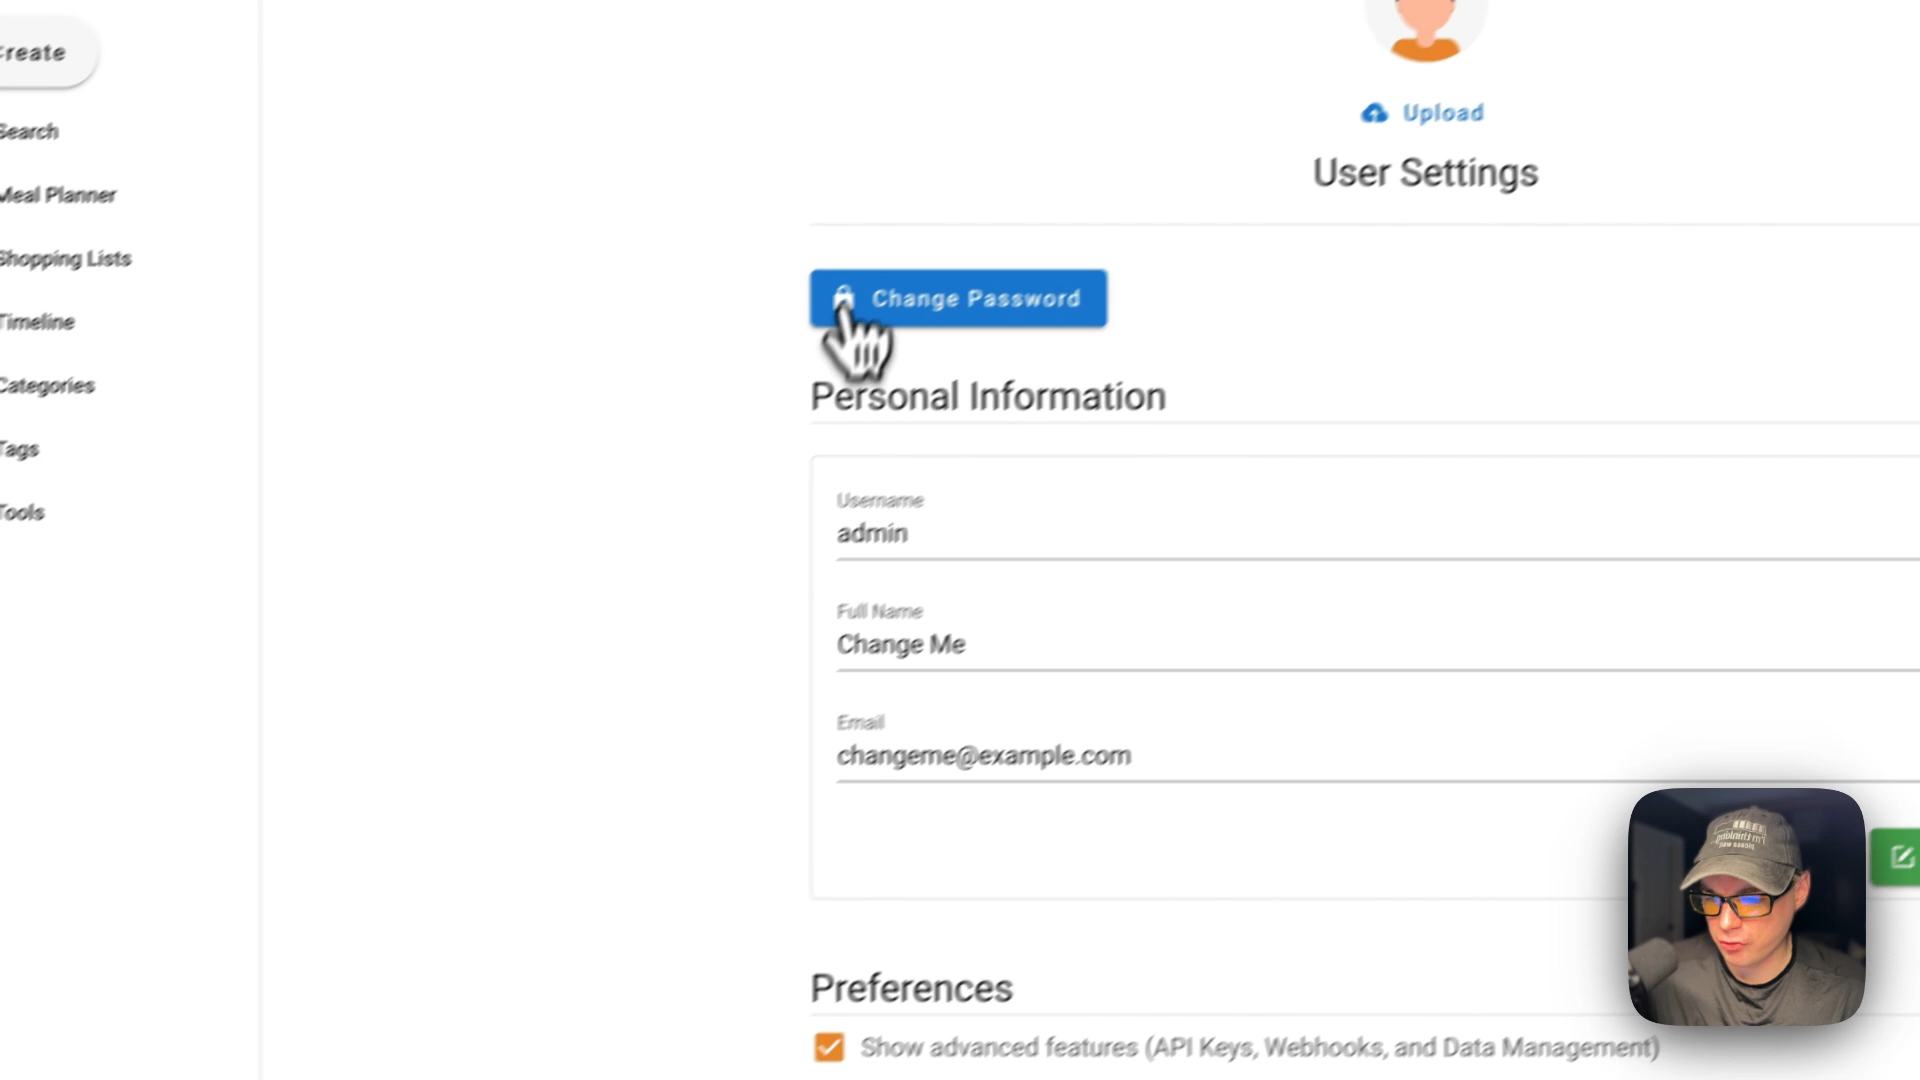 Create
Search
Meal Planner
Shopping Lists
Timeline
Categories
Tags
Tools
Upload
User Settings
Change Password
Personal Information
Username
admin
Full Name
Change Me
Email
changeme@example.com
Preferences
Show advanced features (API Keys, Webhooks, and Data Management)